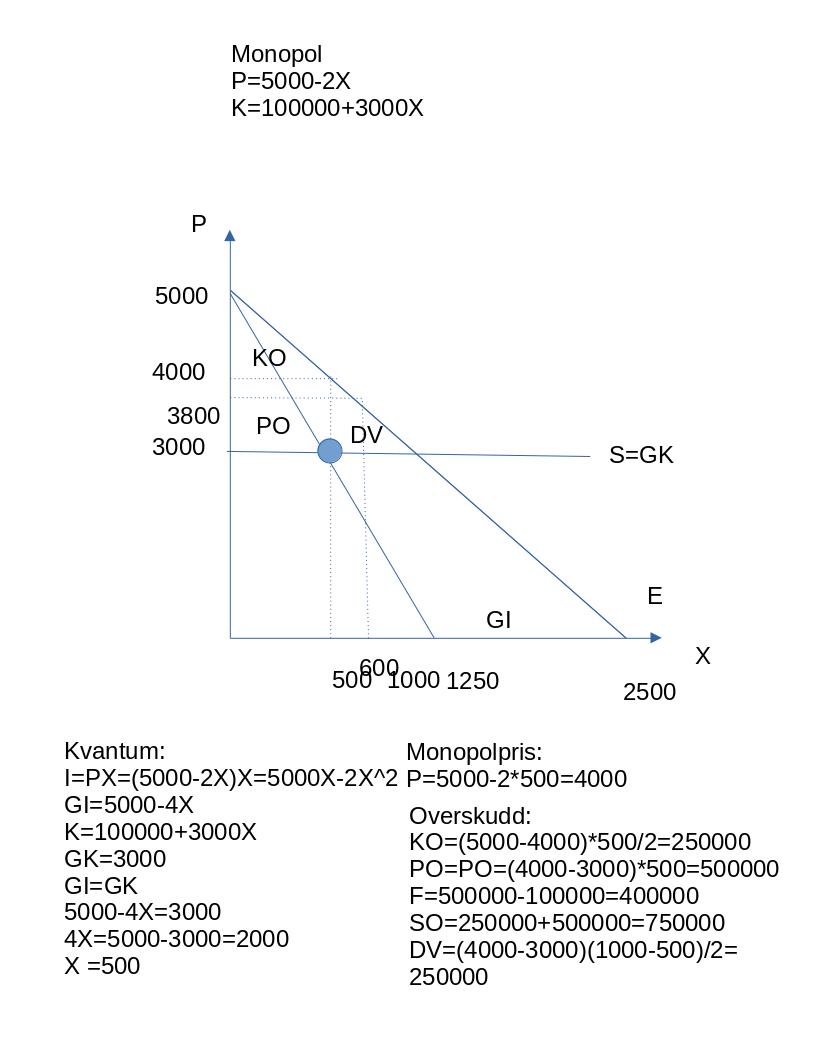 Monopol
P=5000-2X
K=100000+3000X
P
5000
KO
4000
3800
PO
DV
3000
S=GK
E
GI
X
600
500
1000
1250
2500
Kvantum:
I=PX=(5000-2X)X=5000X-2X^2
GI=5000-4X
K=100000+3000X
GK=3000
GI=GK
5000-4X=3000
4X=5000-3000=2000
X =500
Monopolpris:
P=5000-2*500=4000
Overskudd:
KO=(5000-4000)*500/2=250000
PO=PO=(4000-3000)*500=500000
F=500000-100000=400000
SO=250000+500000=750000
DV=(4000-3000)(1000-500)/2=
250000